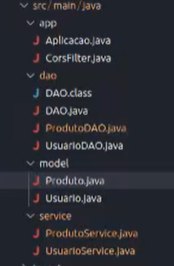 src/main/java
app
Aplicacao.java
CorsFilter.java
dao
DAO.class
DAO.java
ProdutoDAO.java
UsuarioDAO.java
model
Produto.java
Usuario.java
service
ProdutoService.java
UsuarioService.java